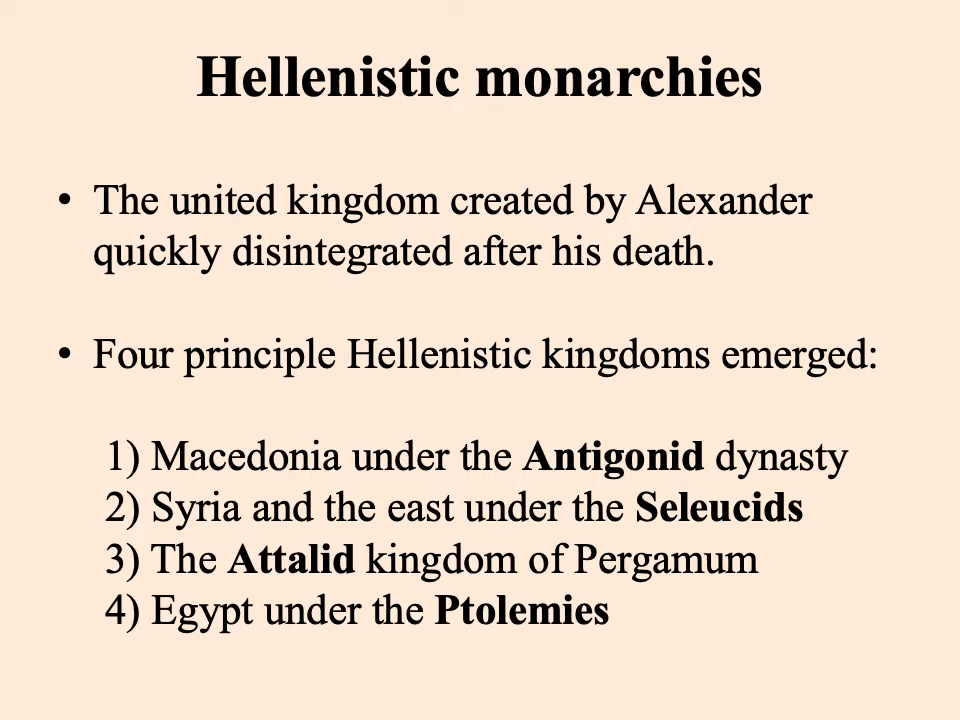 Hellenistic monarchies
• The united kingdom created by Alexander
quickly disintegrated after his death.
• Four principle Hellenistic kingdoms emerged:
1) Macedonia under the Antigonid dynasty
2) Syria and the east under the Seleucids
3) The Attalid kingdom of Pergamum
4) Egypt under the Ptolemies